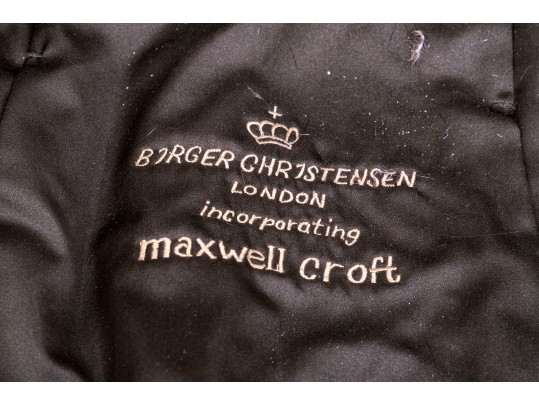 BIRGER CHRISTENSEN
LONDON
incorporating
maxwell croft